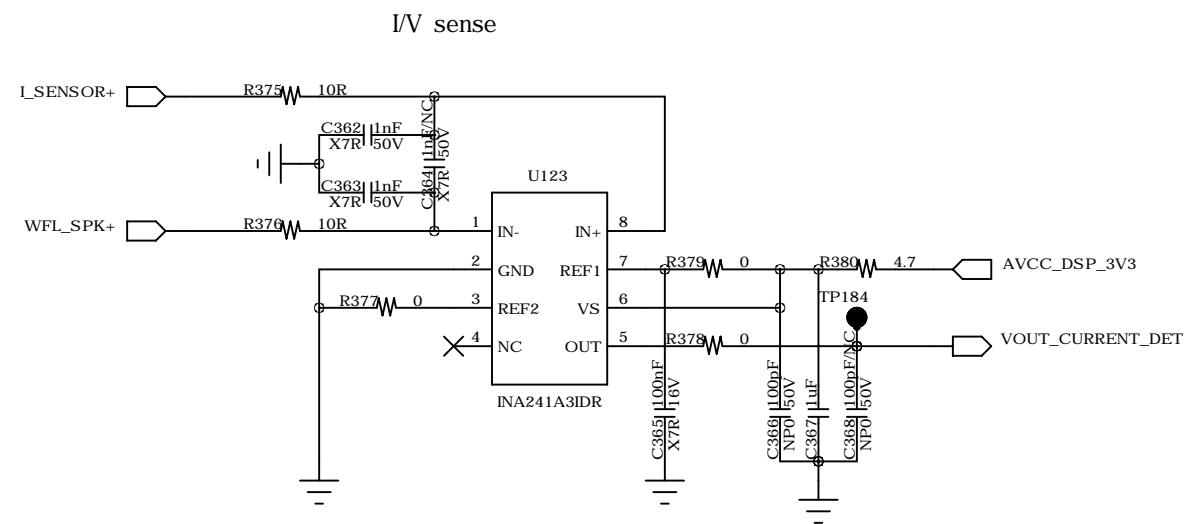 I/V sense
I_SENSOR+
R375 10R
C362 1nF
X7R 50V
C364 1nF/NC
X7R 50V
C363 1nF
X7R 50V
WFL_SPK+
R376 10R
U123
1 IN-
IN+ 8
2 GND
REF1 7
R379 0
R380 4.7
AVCC_DSP_3V3
R377 0
3 REF2
VS 6
TP184
4 NC
OUT 5
R378 0
VOUT_CURRENT_DET
INA241A3IDR
C365 100nF
X7R 16V
C366 100pF
NP0 50V
C367 1uF
C368 100pF/NC
NP0 50V